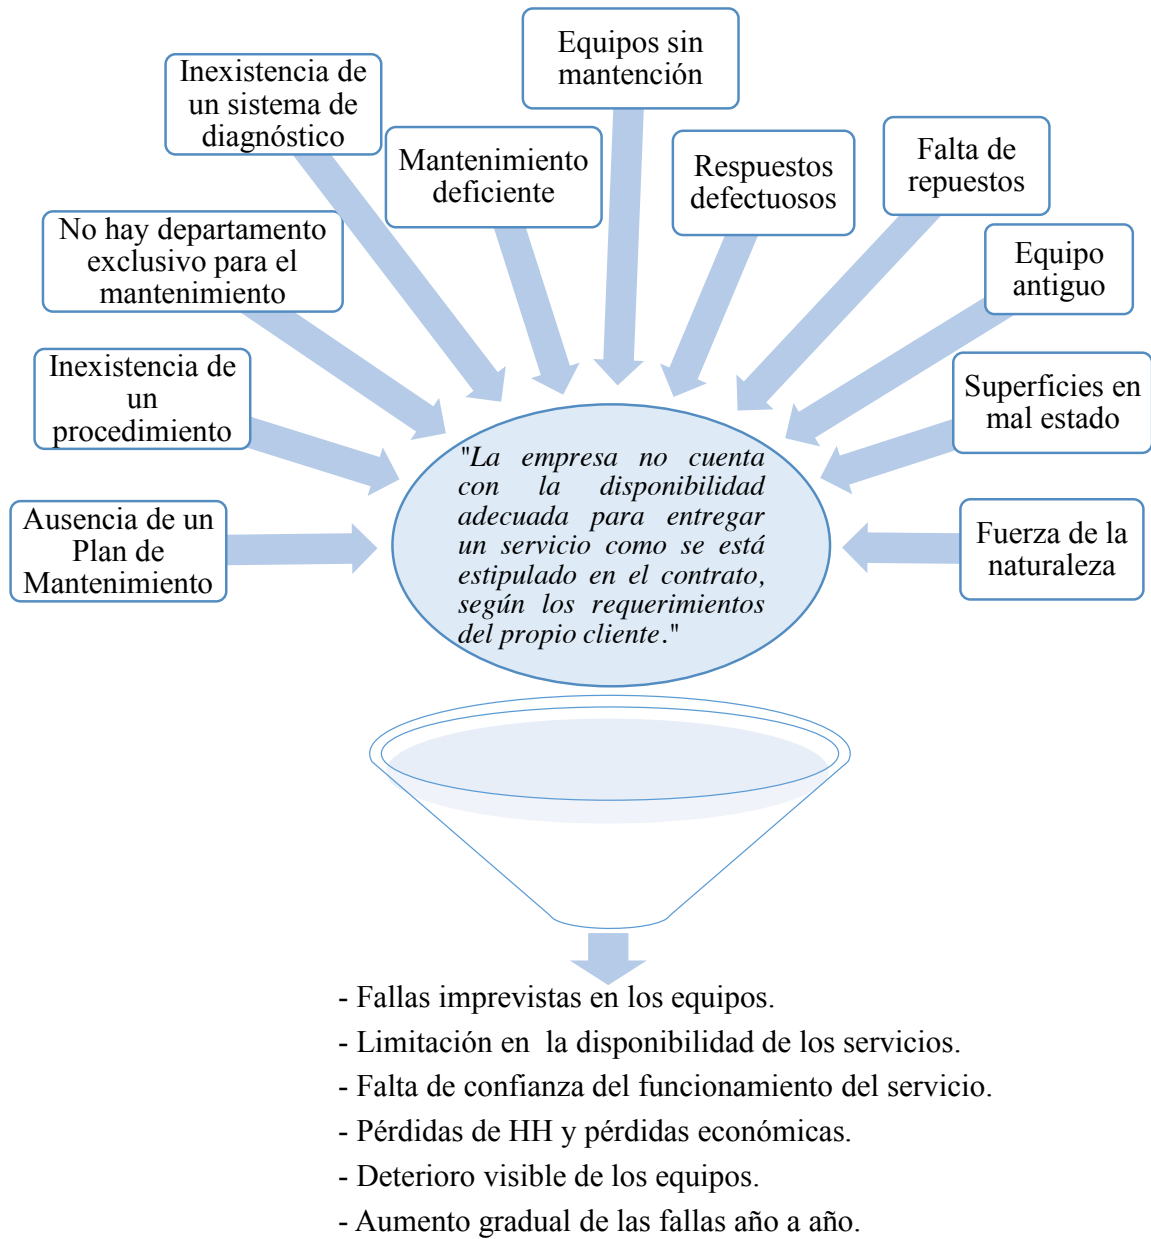 Equipos sin
mantención
Inexistencia de
un sistema de
diagnóstico
Mantenimiento
deficiente
Respuestos
defectuosos
Falta de
repuestos
No hay departamento
exclusivo para el
mantenimiento
Equipo
antiguo
Inexistencia de
un
procedimiento
Superficies en
mal estado
Ausencia de un
Plan de
Mantenimiento
Fuerza de la
naturaleza
"La empresa no cuenta
con la disponibilidad
adecuada para entregar
un servicio como se está
estipulado en el contrato,
según los requerimientos
del propio cliente."
- Fallas imprevistas en los equipos.
- Limitación en la disponibilidad de los servicios.
- Falta de confianza del funcionamiento del servicio.
- Pérdidas de HH y pérdidas económicas.
- Deterioro visible de los equipos.
- Aumento gradual de las fallas año a año.